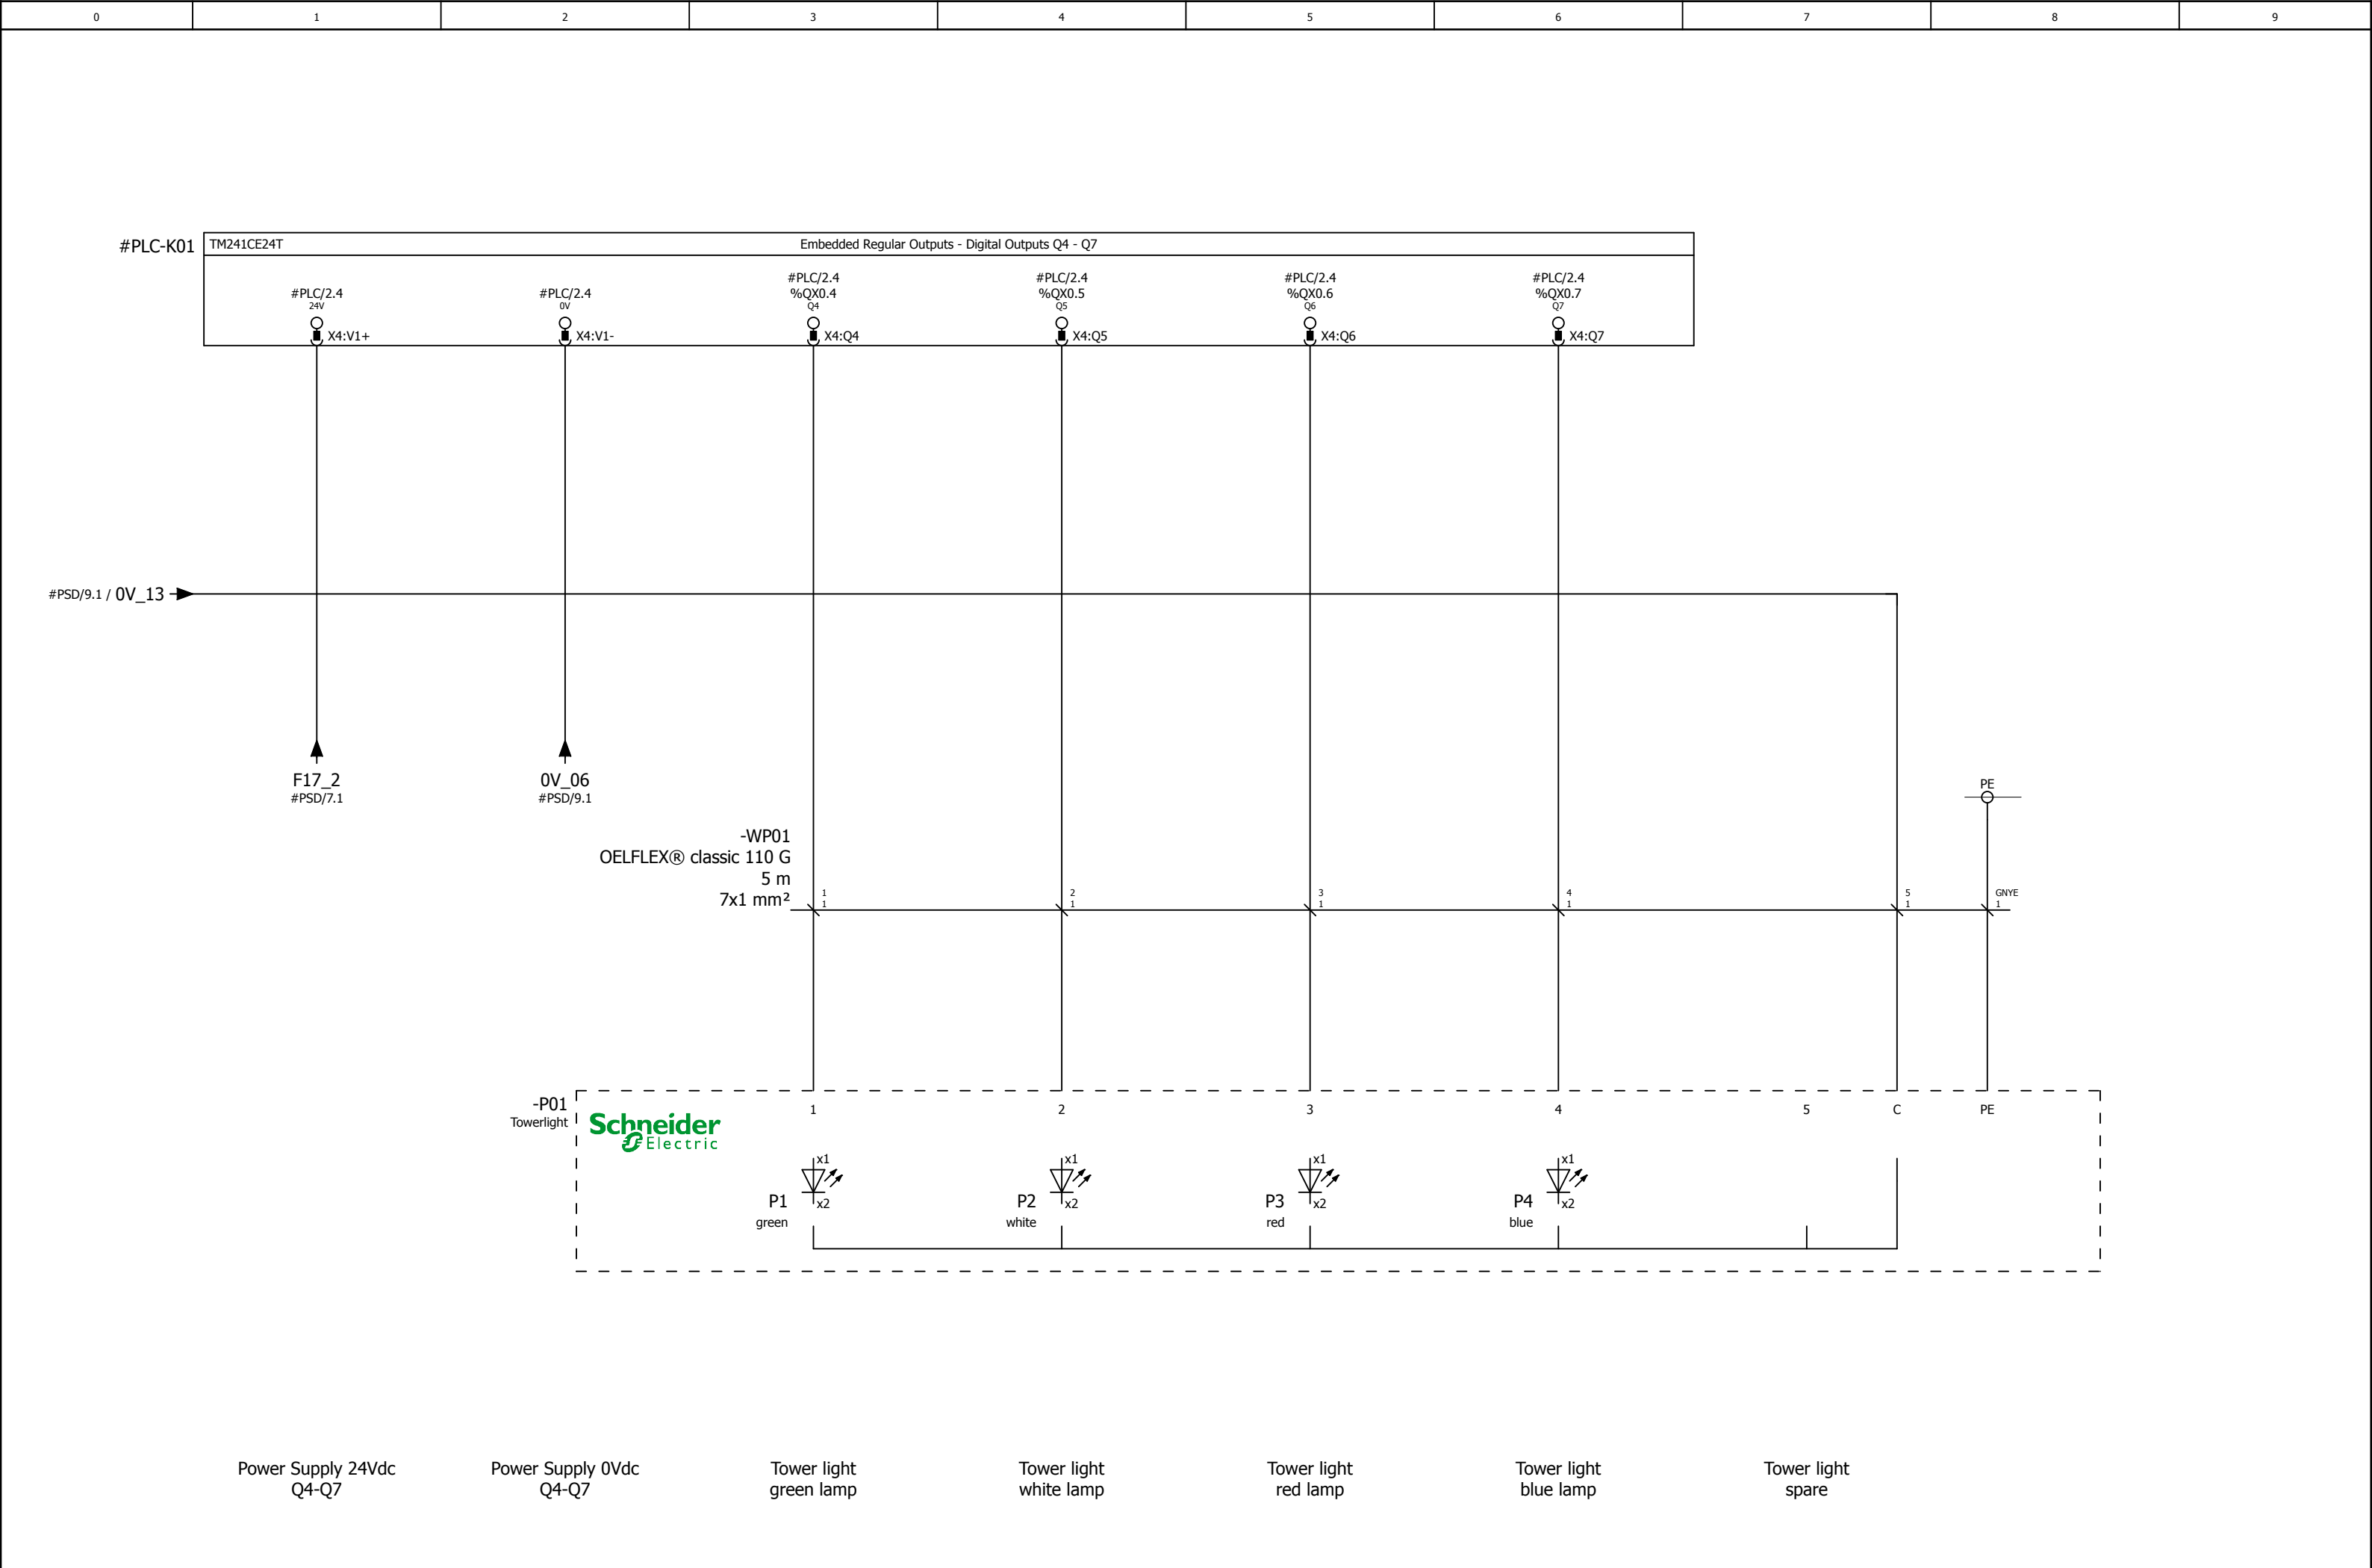 0 1 2 3 4 5 6 7 8 9
#PLC-K01
TM241CE24T
Embedded Regular Outputs - Digital Outputs Q4 - Q7
#PLC/2.4
24V
X4:V1+
#PLC/2.4
0V
X4:V1-
#PLC/2.4
%QX0.4
Q4
X4:Q4
#PLC/2.4
%QX0.5
Q5
X4:Q5
#PLC/2.4
%QX0.6
Q6
X4:Q6
#PLC/2.4
%QX0.7
Q7
X4:Q7
#PSD/9.1 / 0V_13
F17_2
#PSD/7.1
0V_06
#PSD/9.1
PE
-WP01
OELFLEX® classic 110 G
5 m
7x1 mm²
1
1
2
1
3
1
4
1
5
1
GNYE
1
-P01
Towerlight
Schneider
Electric
1 2 3 4 5 C PE
x1
P1
x2
green
x1
P2
x2
white
x1
P3
x2
red
x1
P4
x2
blue
Power Supply 24Vdc
Q4-Q7
Power Supply 0Vdc
Q4-Q7
Tower light
green lamp
Tower light
white lamp
Tower light
red lamp
Tower light
blue lamp
Tower light
spare